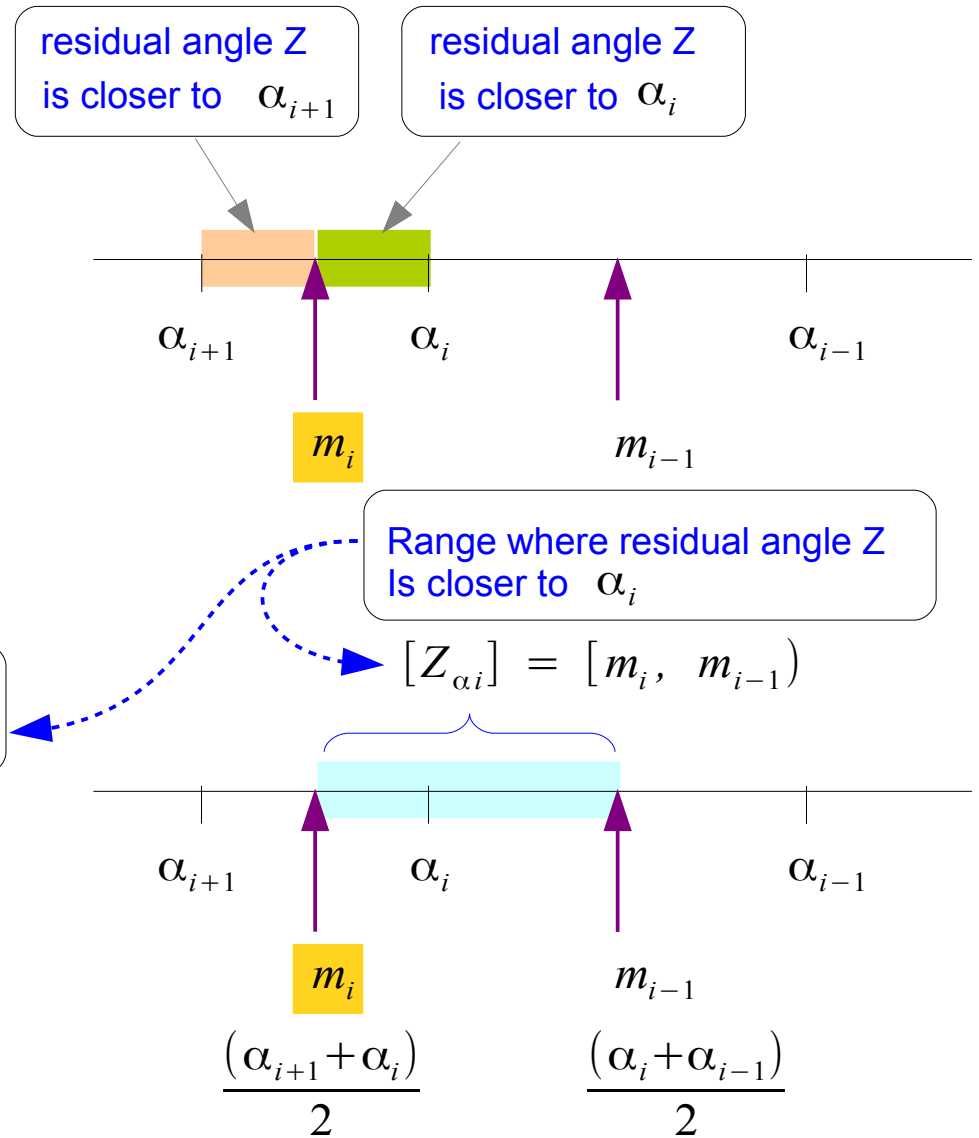 residual angle Z
is closer to α_{i+1}
residual angle Z
is closer to α_i
α_{i+1} α_i α_{i−1}
m_i m_{i−1}
Range where residual angle Z
Is closer to α_i
[Z_{αi}] = [m_i, m_{i−1})
α_{i+1} α_i α_{i−1}
m_i m_{i−1}
(α_{i+1}+α_i)/2 (α_i+α_{i−1})/2